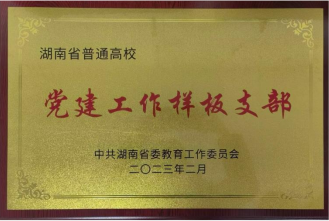 湖南省普通高校
党建工作样板支部
中共湖南省委教育工作委员会
二〇二三年二月